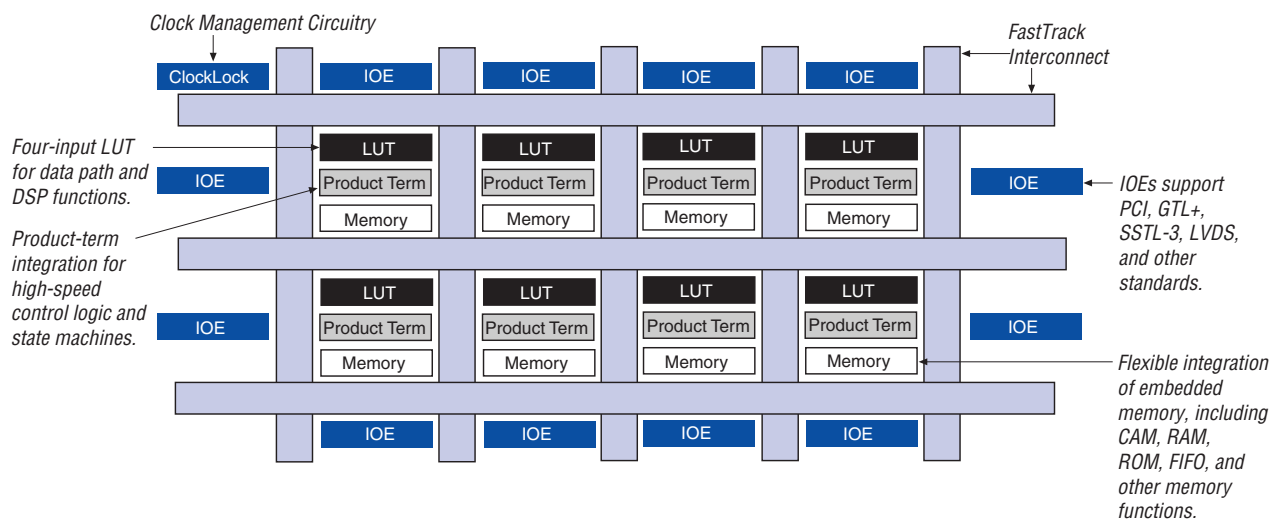 Clock Management Circuitry
FastTrack
Interconnect
ClockLock
IOE
IOE
IOE
IOE
Four-input LUT
for data path and
DSP functions.
LUT
LUT
LUT
LUT
IOE
Product Term
Product Term
Product Term
Product Term
IOE
IOEs support
PCI, GTL+,
SSTL-3, LVDS,
and other
standards.
Memory
Memory
Memory
Memory
Product-term
integration for
high-speed
control logic and
state machines.
LUT
LUT
LUT
LUT
IOE
Product Term
Product Term
Product Term
Product Term
IOE
Memory
Memory
Memory
Memory
Flexible integration
of embedded
memory, including
CAM, RAM,
ROM, FIFO, and
other memory
functions.
IOE
IOE
IOE
IOE